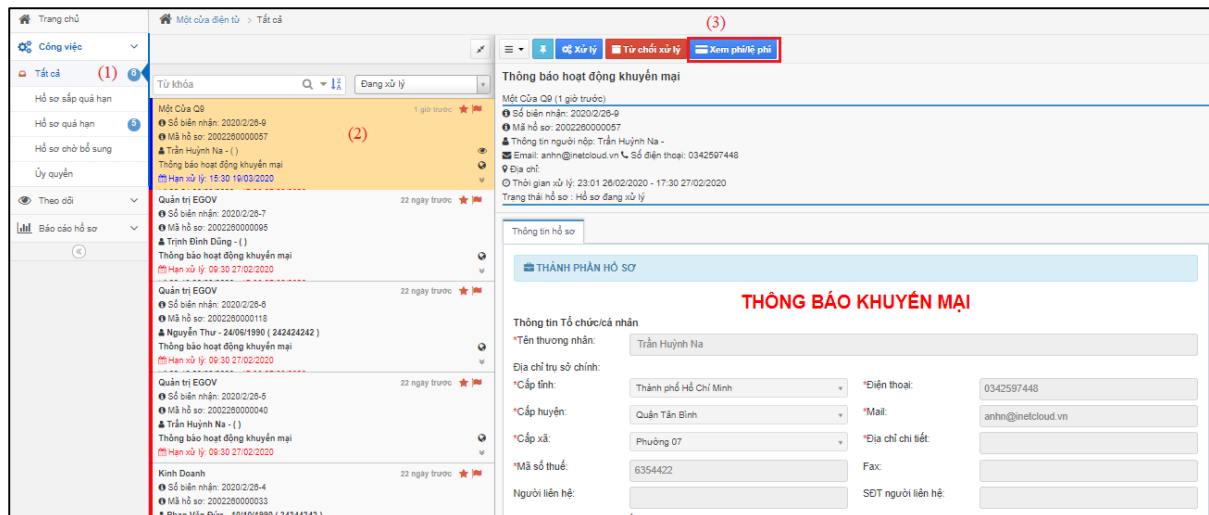 Trang chủ
Một cửa điện tử > Tất cả
(3)
Công việc
Tất cả (1) 6
Hồ sơ sắp quá hạn
Hồ sơ quá hạn 5
Hồ sơ chờ bổ sung
Ủy quyền
Theo dõi
Báo cáo hồ sơ
Từ khóa
Đang xử lý
Một Cửa Q9 1 giờ trước
Số biên nhận: 2020/2/26-9
(2)
Mã hồ sơ: 2002260000057
Trần Huỳnh Na - ( )
Thông báo hoạt động khuyến mại
Hạn xử lý: 15:30 19/03/2020
Quản trị EGOV 22 ngày trước
Số biên nhận: 2020/2/26-7
Mã hồ sơ: 2002260000095
Trịnh Đình Dũng - ( )
Thông báo hoạt động khuyến mại
Hạn xử lý: 09:30 27/02/2020
Quản trị EGOV 22 ngày trước
Số biên nhận: 2020/2/26-6
Mã hồ sơ: 2002260000118
Nguyễn Thư - 24/06/1990 ( 242424242 )
Thông báo hoạt động khuyến mại
Hạn xử lý: 09:30 27/02/2020
Quản trị EGOV 22 ngày trước
Số biên nhận: 2020/2/26-5
Mã hồ sơ: 2002260000040
Trần Huỳnh Na - ( )
Thông báo hoạt động khuyến mại
Hạn xử lý: 09:30 27/02/2020
Kinh Doanh 22 ngày trước
Số biên nhận: 2020/2/26-4
Mã hồ sơ: 2002260000033
Phan Văn Đức - 10/10/1990 ( 24244242 )
Xử lý Từ chối xử lý Xem phí/lệ phí
Thông báo hoạt động khuyến mại
Một Cửa Q9 (1 giờ trước)
Số biên nhận: 2020/2/26-9
Mã hồ sơ: 2002260000057
Thông tin người nộp: Trần Huỳnh Na -
Email: anhn@inetcloud.vn Số điện thoại: 0342597448
Địa chỉ:
Thời gian xử lý: 23:01 26/02/2020 - 17:30 27/02/2020
Trạng thái hồ sơ : Hồ sơ đang xử lý
Thông tin hồ sơ
THÀNH PHẦN HỒ SƠ
THÔNG BÁO KHUYẾN MẠI
Thông tin Tổ chức/cá nhân
*Tên thương nhân: Trần Huỳnh Na
Địa chỉ trụ sở chính:
*Cấp tỉnh: Thành phố Hồ Chí Minh *Điện thoại: 0342597448
*Cấp huyện: Quận Tân Bình *Mail: anhn@inetcloud.vn
*Cấp xã: Phường 07 *Địa chỉ chi tiết:
*Mã số thuế: 6354422 Fax:
Người liên hệ: SĐT người liên hệ: